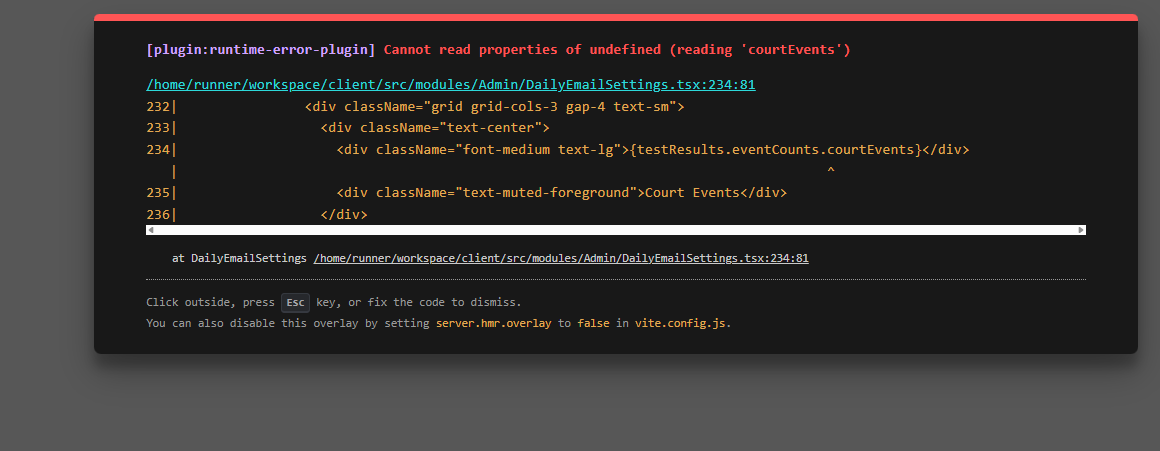 [plugin:runtime-error-plugin] Cannot read properties of undefined (reading 'courtEvents')
/home/runner/workspace/client/src/modules/Admin/DailyEmailSettings.tsx:234:81
232|                <div className="grid grid-cols-3 gap-4 text-sm">
233|                  <div className="text-center">
234|                    <div className="font-medium text-lg">{testResults.eventCounts.courtEvents}</div>
   |                                                                                  ^
235|                    <div className="text-muted-foreground">Court Events</div>
236|                  </div>
at DailyEmailSettings /home/runner/workspace/client/src/modules/Admin/DailyEmailSettings.tsx:234:81
Click outside, press Esc key, or fix the code to dismiss.
You can also disable this overlay by setting server.hmr.overlay to false in vite.config.js.